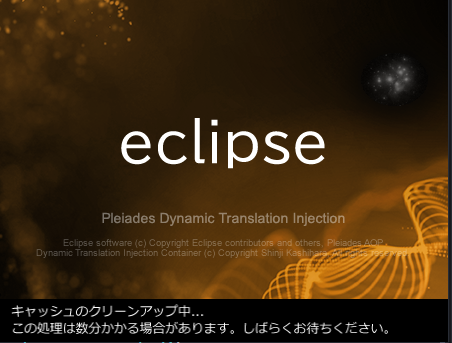 eclipse
Pleiades Dynamic Translation Injection
Eclipse software (c) Copyright Eclipse contributors and others. Pleiades AOP -
Dynamic Translation Injection Container (c) Copyright Shinji Kashihara. All rights reserved.
キャッシュのクリーンアップ中...
この処理は数分かかる場合があります。しばらくお待ちください。